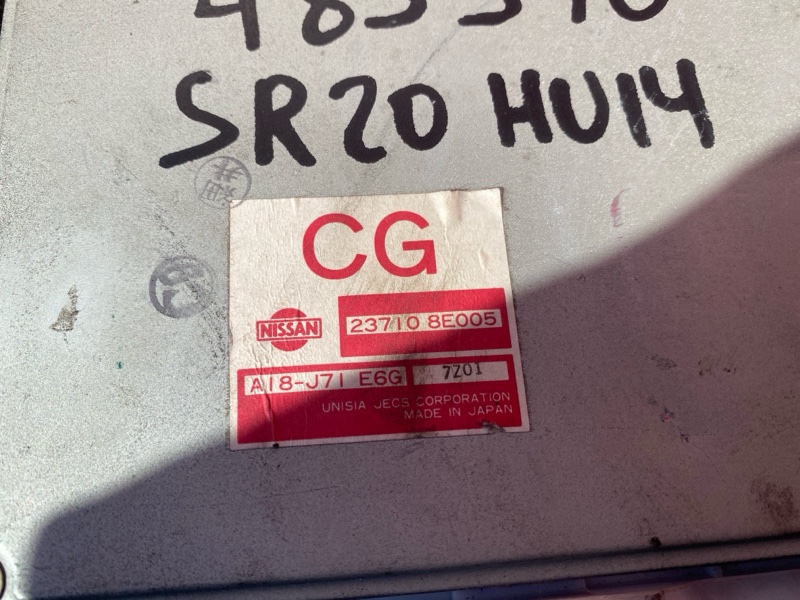 SR20 HU14
CG
NISSAN
23710 8E005
A18-J71 E6G
7Z01
UNISIA JECS CORPORATION
MADE IN JAPAN